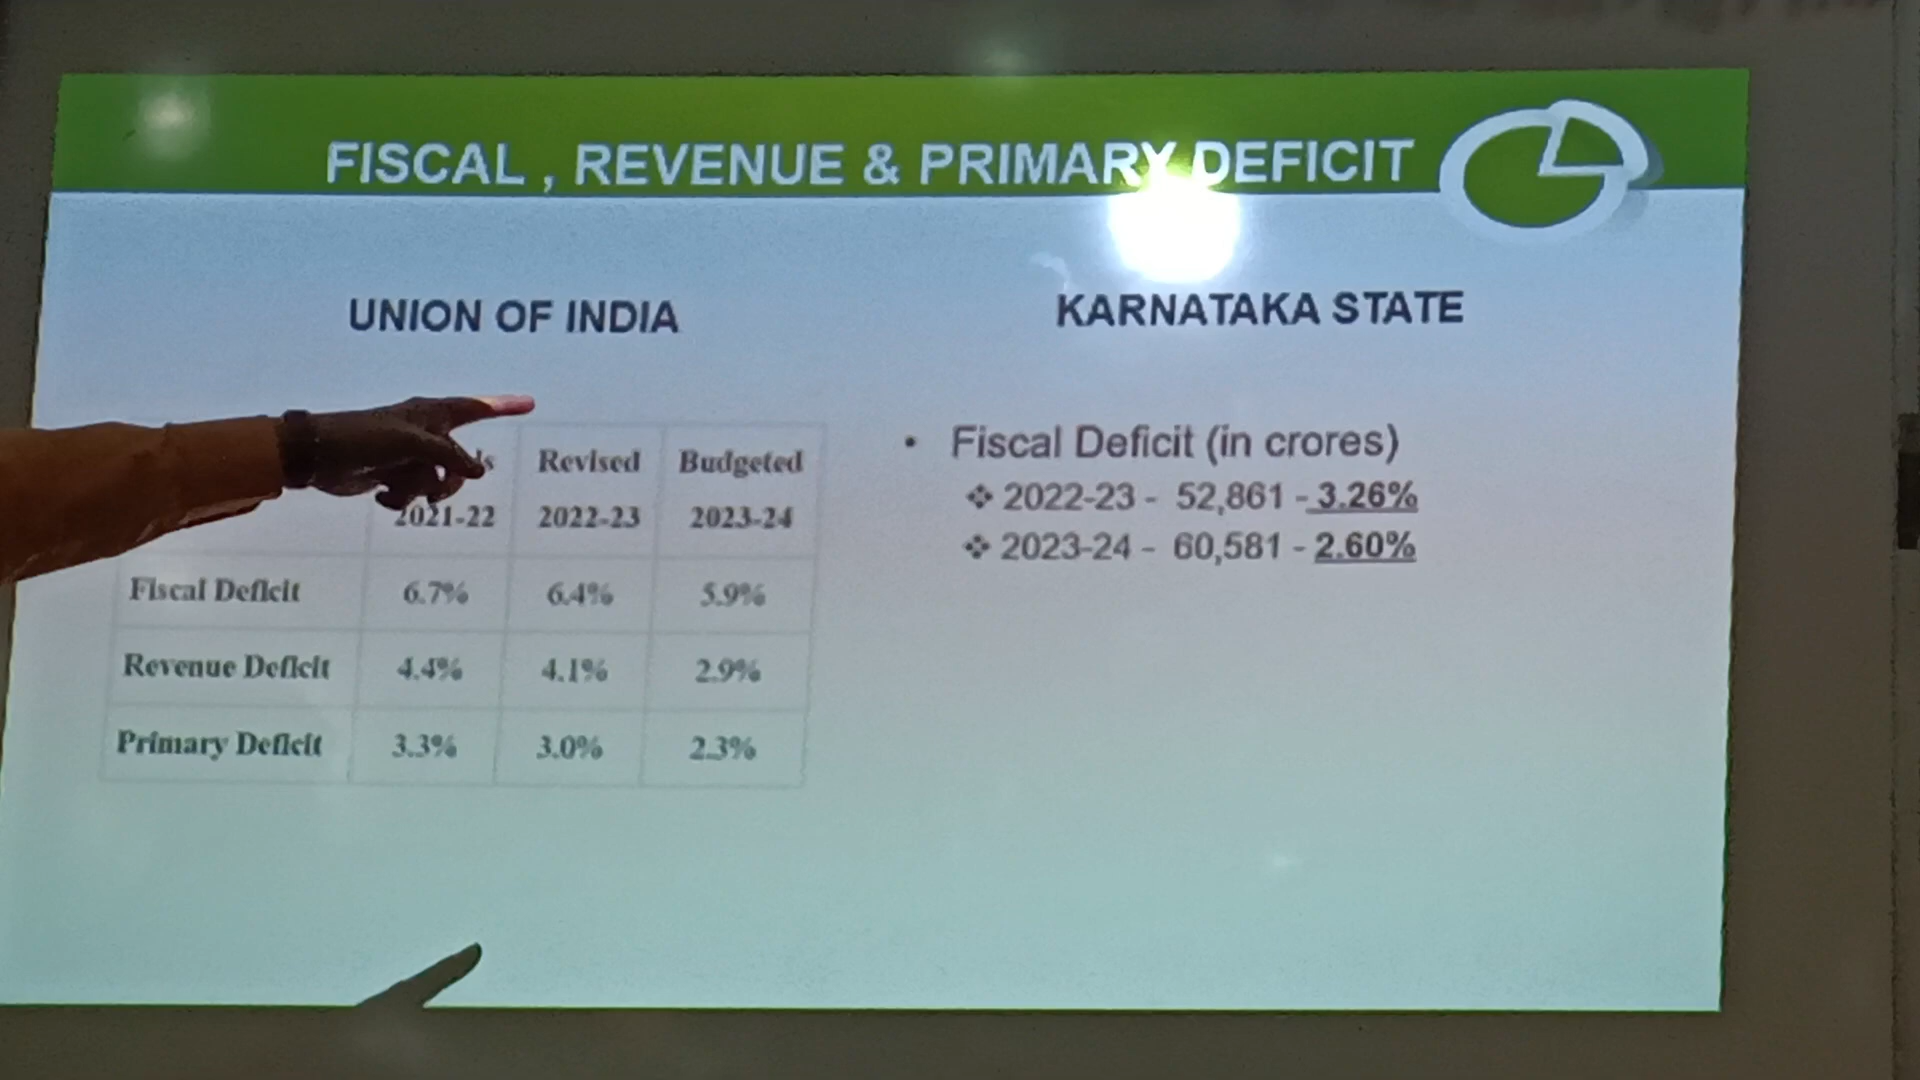 FISCAL , REVENUE & PRIMARY DEFICIT
UNION OF INDIA
Revised Budgeted
2021-22 2022-23 2023-24
Fiscal Deficit 6.7% 6.4% 5.9%
Revenue Deficit 4.4% 4.1% 2.9%
Primary Deficit 3.3% 3.0% 2.3%
KARNATAKA STATE
• Fiscal Deficit (in crores)
❖ 2022-23 - 52,861 - 3.26%
❖ 2023-24 - 60,581 - 2.60%